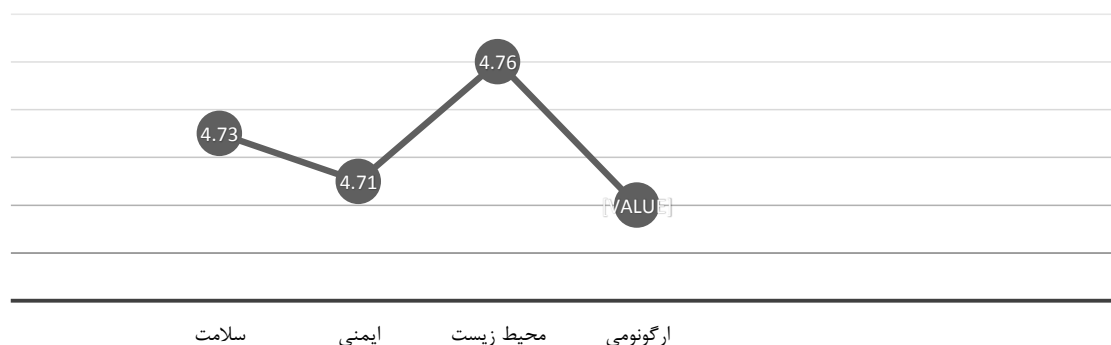 4.76
4.73
4.71
[VALUE]
سلامت
ایمنی
محیط زیست
ارگونومی